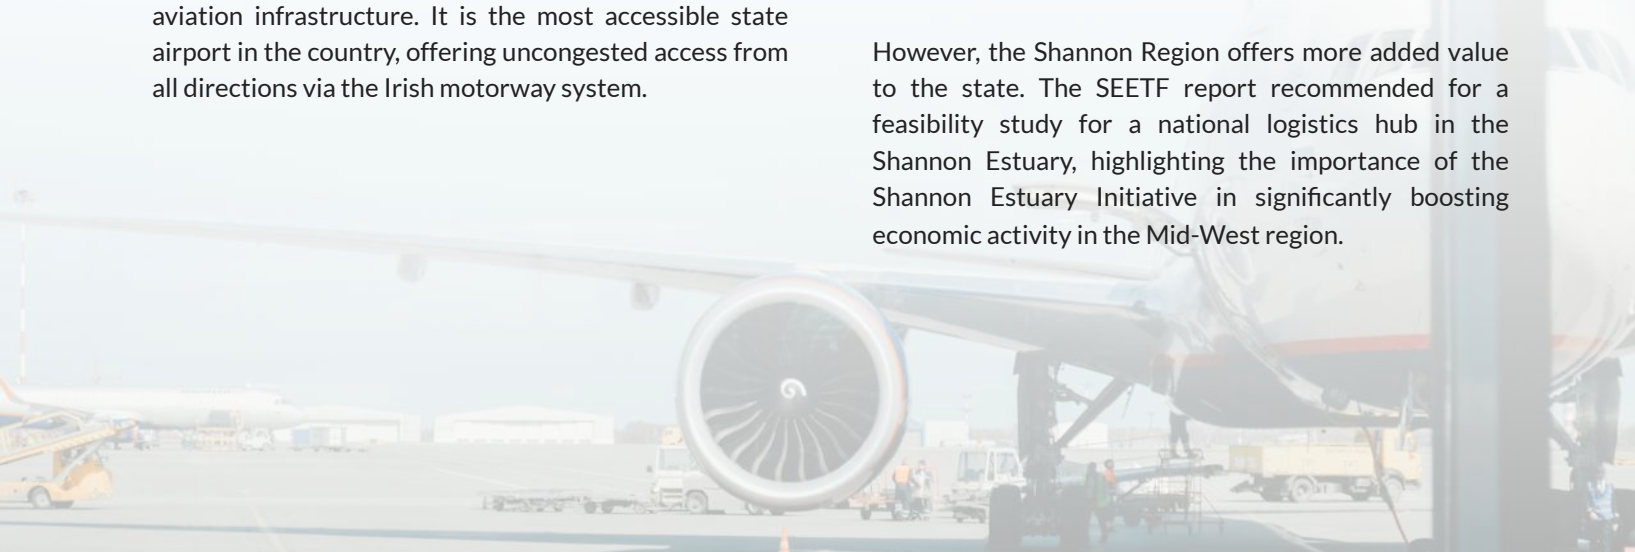 aviation infrastructure. It is the most accessible state
airport in the country, offering uncongested access from
all directions via the Irish motorway system.
However, the Shannon Region offers more added value
to the state. The SEETF report recommended for a
feasibility study for a national logistics hub in the
Shannon Estuary, highlighting the importance of the
Shannon Estuary Initiative in significantly boosting
economic activity in the Mid-West region.